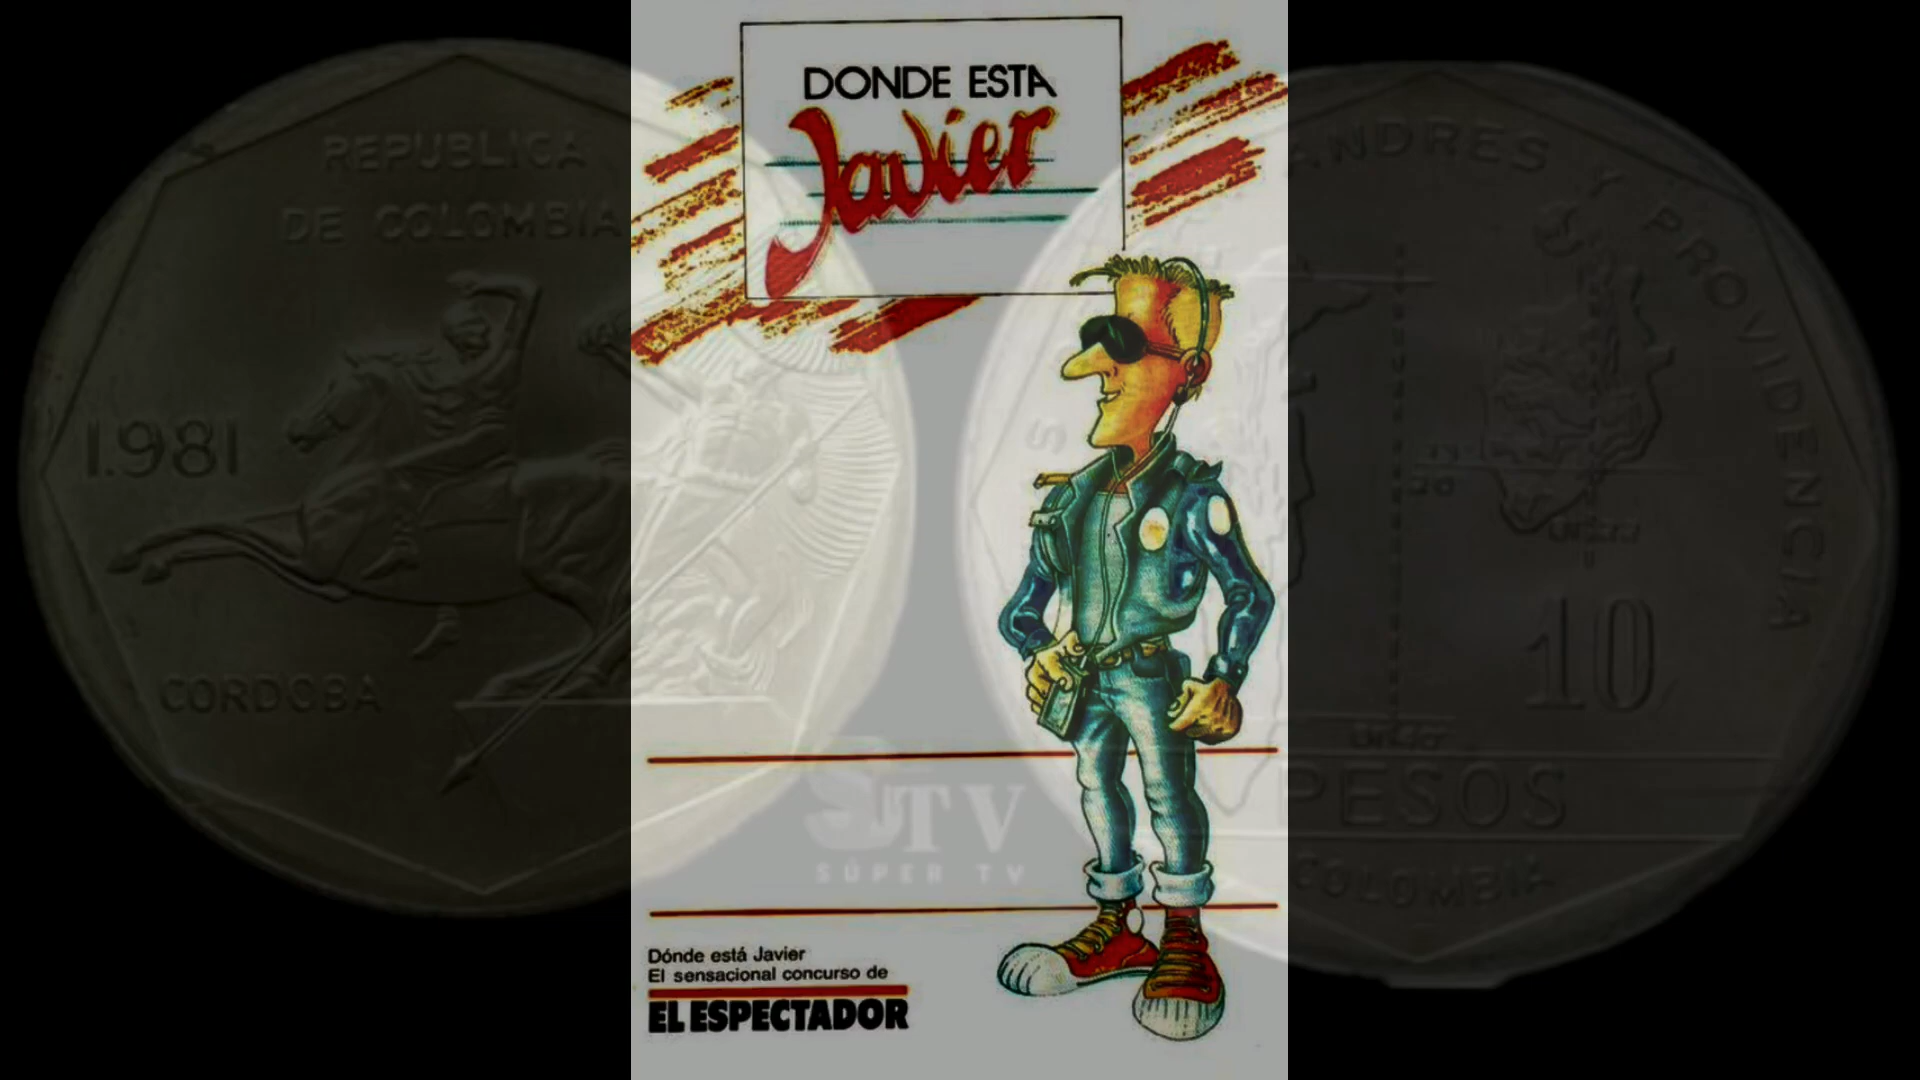 DONDE ESTA
Javier
REPUBLICA
DE COLOMBIA
1.981
CORDOBA
ANDRES Y PROVIDENCIA
10
PESOS
COLOMBIA
STV
SÚPER TV
Dónde está Javier
El sensacional concurso de
EL ESPECTADOR